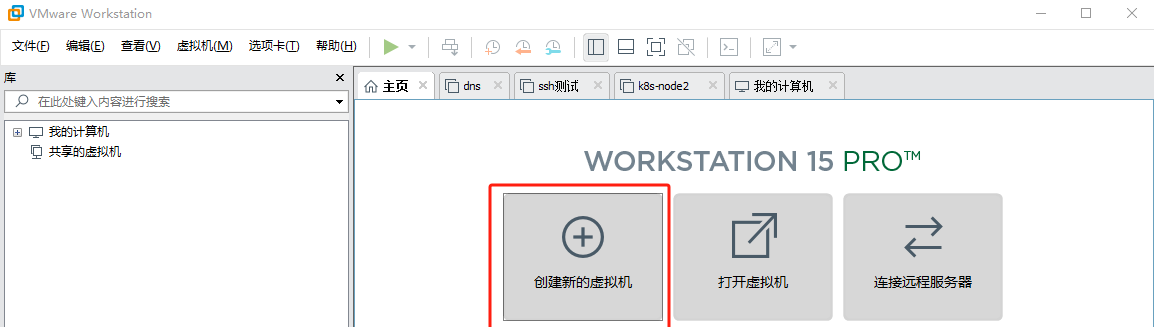 VMware Workstation
文件(F) 编辑(E) 查看(V) 虚拟机(M) 选项卡(T) 帮助(H)
库
在此处键入内容进行搜索
我的计算机
共享的虚拟机
主页 dns ssh测试 k8s-node2 我的计算机
WORKSTATION 15 PRO™
创建新的虚拟机 打开虚拟机 连接远程服务器